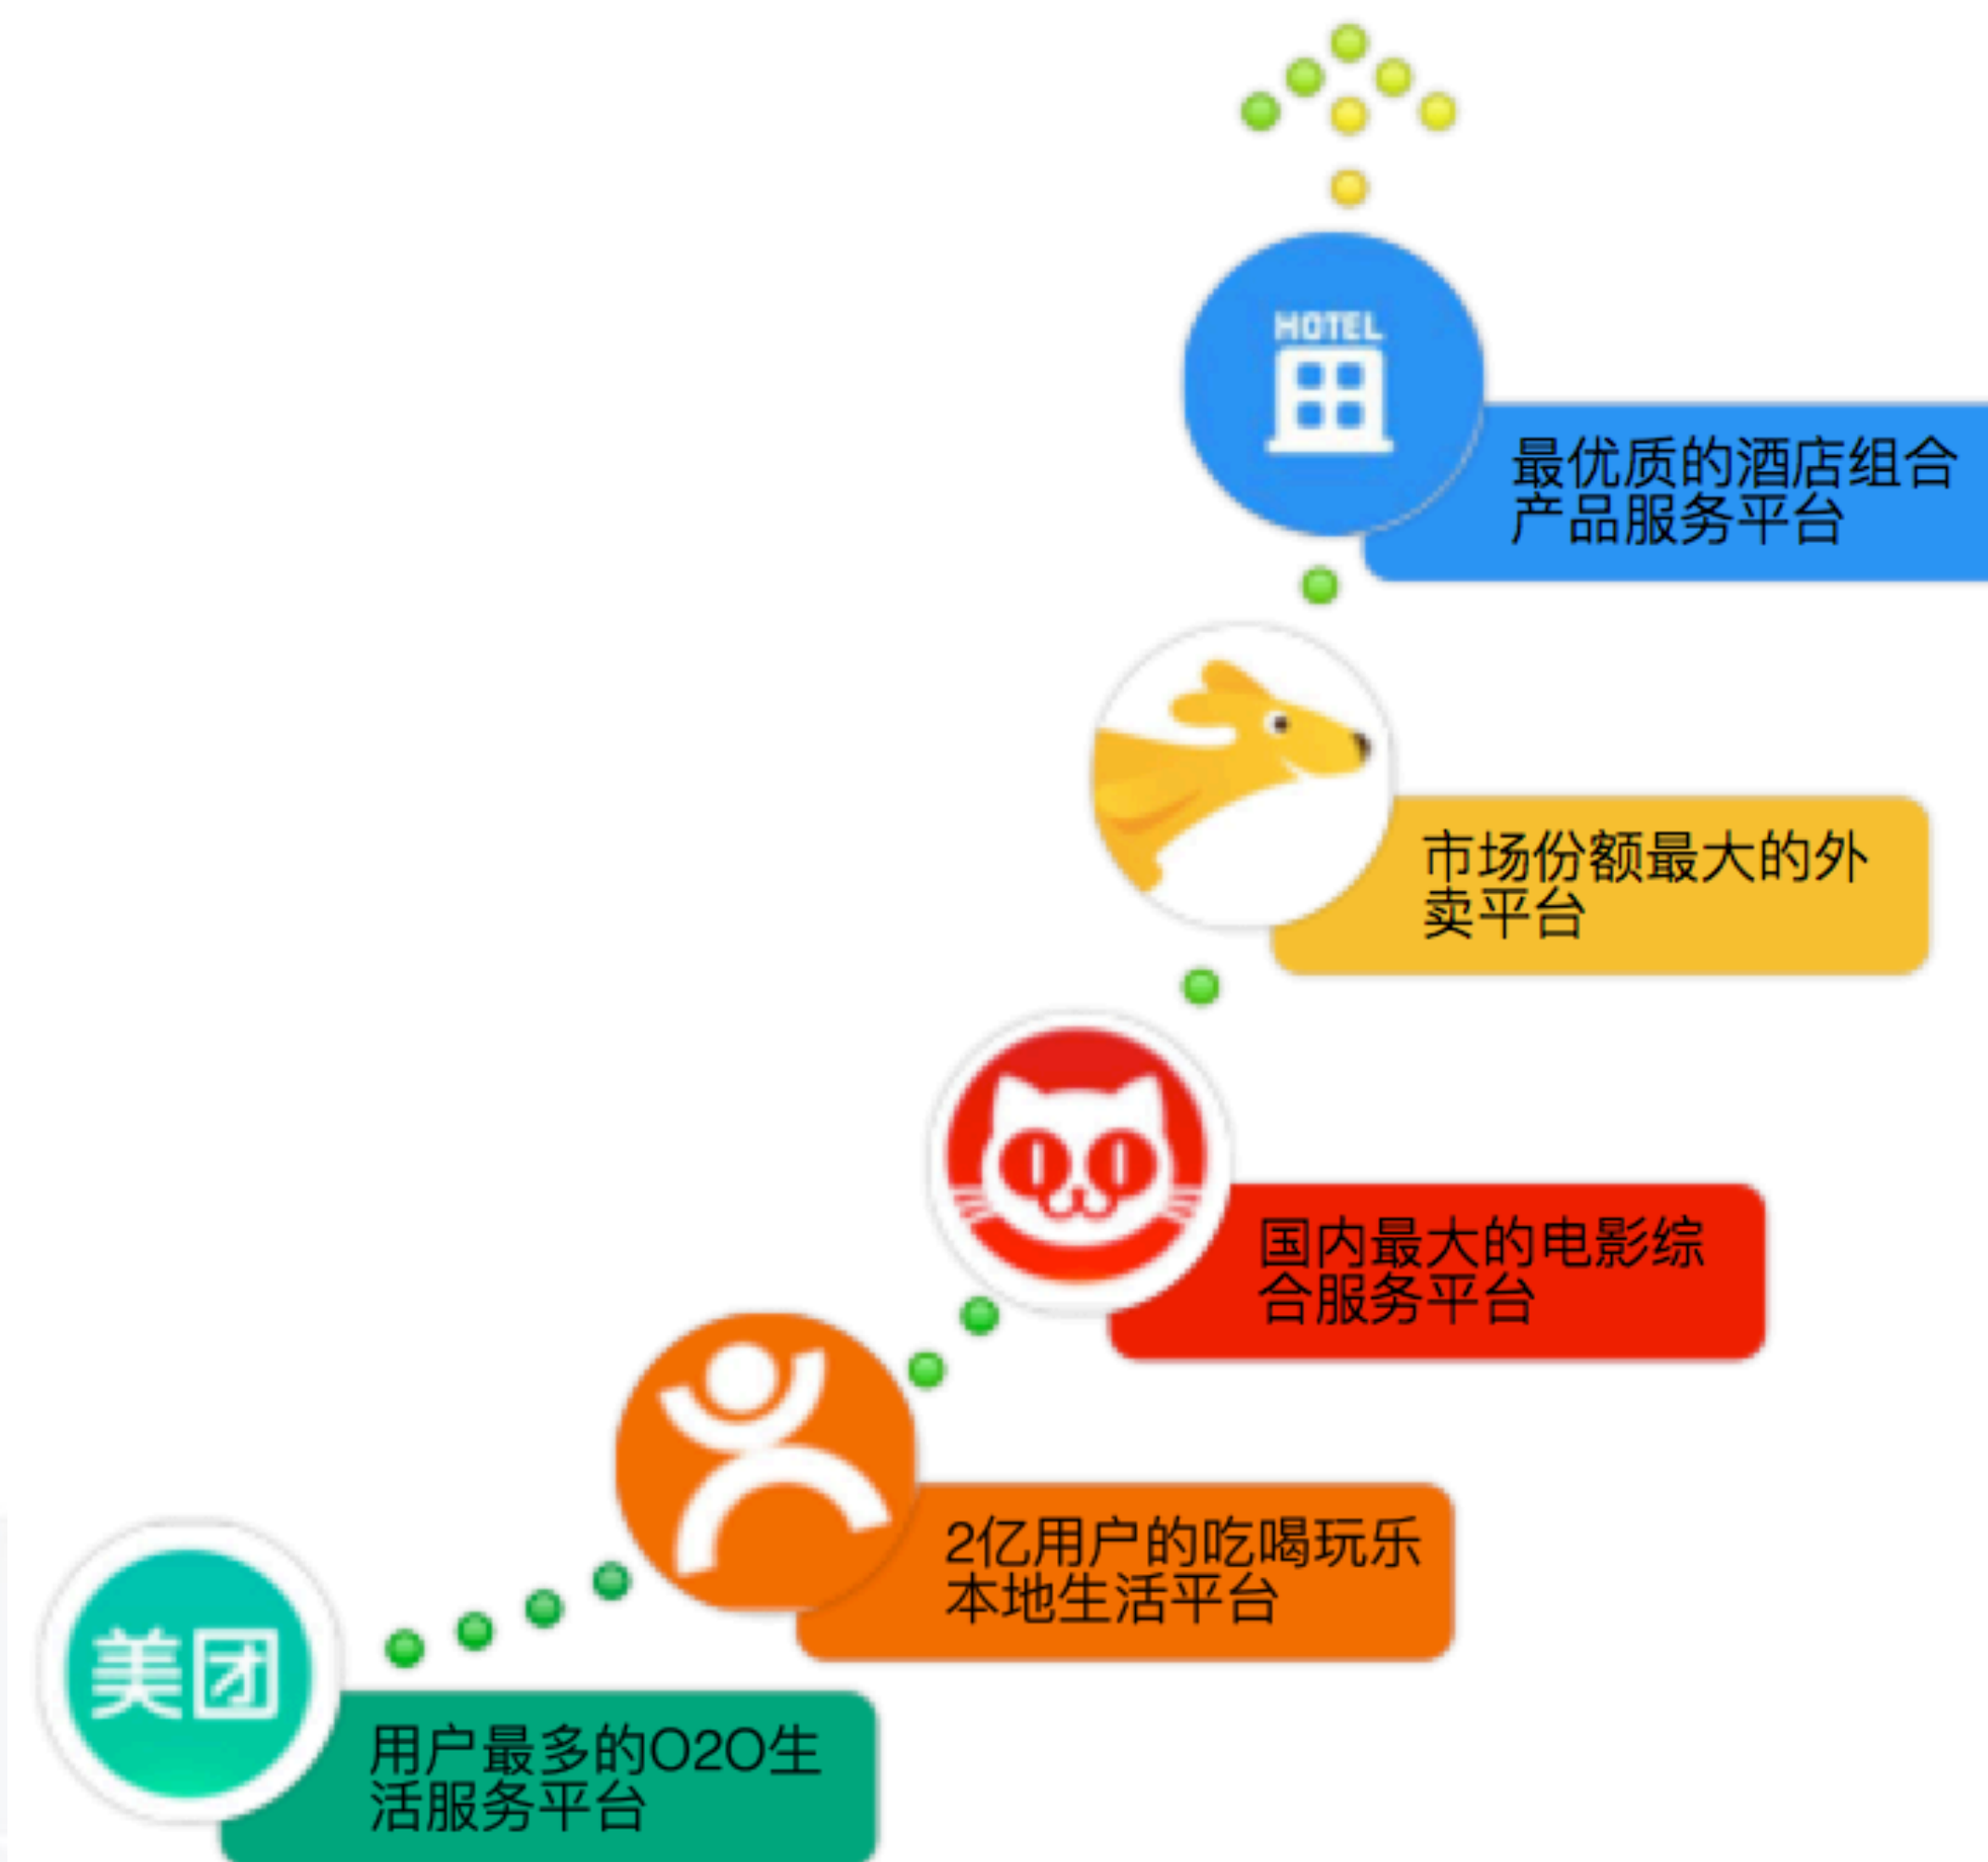 HOTEL
最优质的酒店组合
产品服务平台
市场份额最大的外
卖平台
国内最大的电影综
合服务平台
2亿用户的吃喝玩乐
本地生活平台
美团
用户最多的O2O生
活服务平台